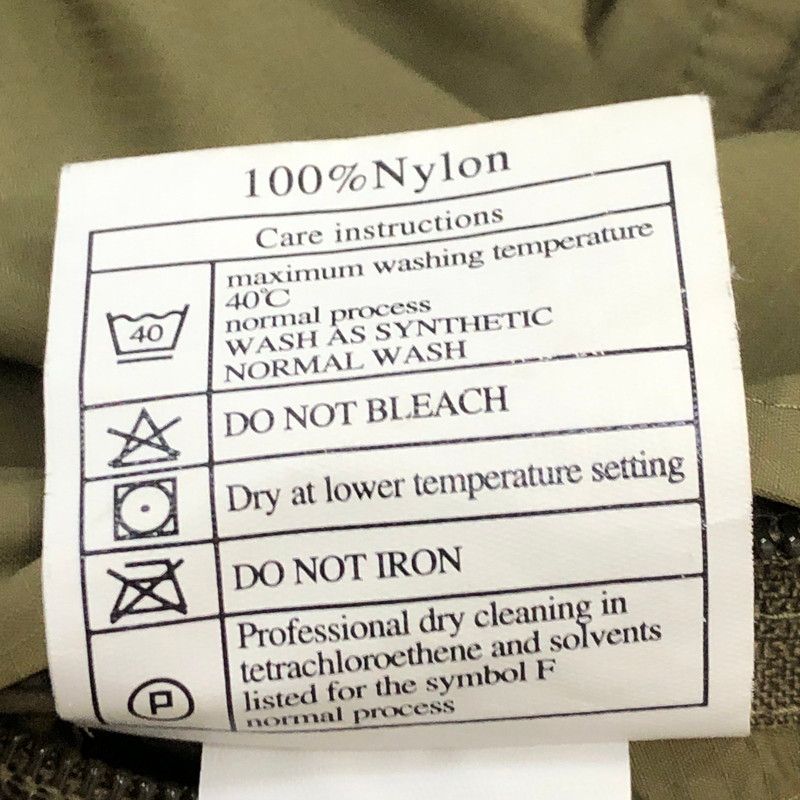 100%Nylon
Care instructions
maximum washing temperature
40℃
normal process
WASH AS SYNTHETIC
NORMAL WASH
40
DO NOT BLEACH
Dry at lower temperature setting
DO NOT IRON
Professional dry cleaning in
tetrachloroethene and solvents
listed for the symbol F
normal process
P